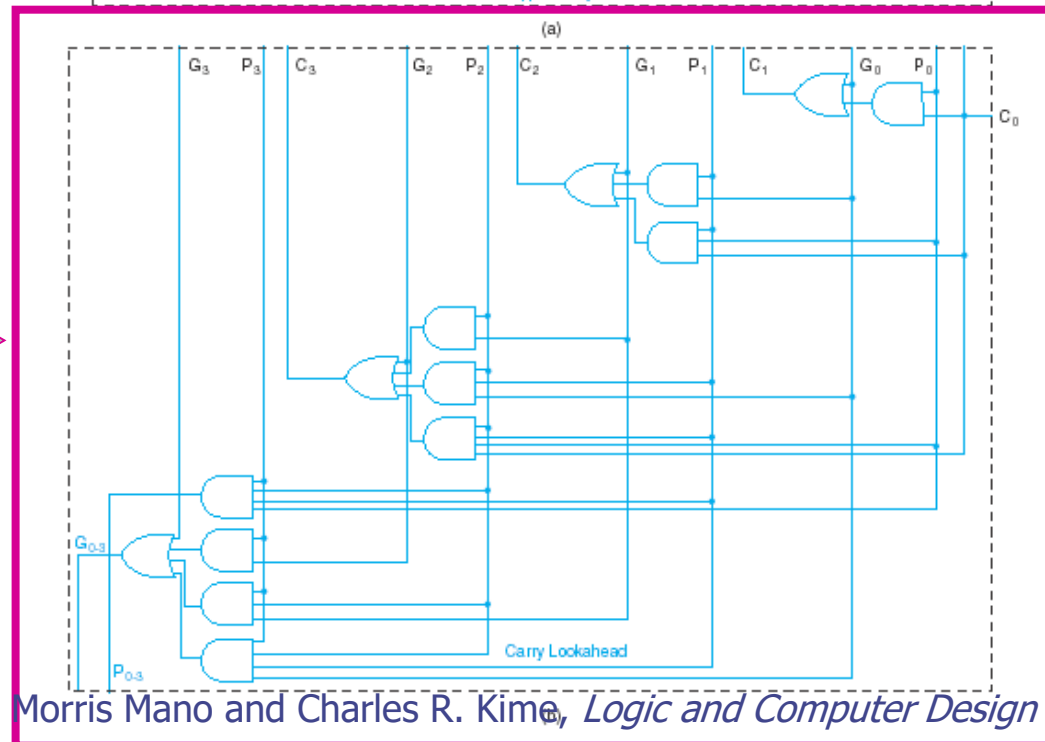 (a)
G3 P3 C3 G2 P2 C2 G1 P1 C1 G0 P0
C0
G0-3
Carry Lookahead
P0-3
Morris Mano and Charles R. Kime, Logic and Computer Design